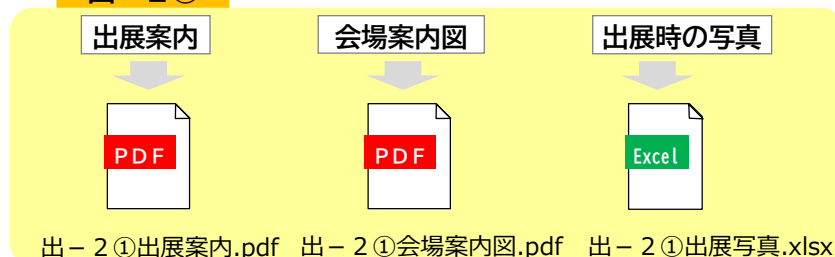 出－２①
出展案内 会場案内図 出展時の写真
PDF PDF Excel
出－２①出展案内.pdf 出－２①会場案内図.pdf 出－２①出展写真.xlsx